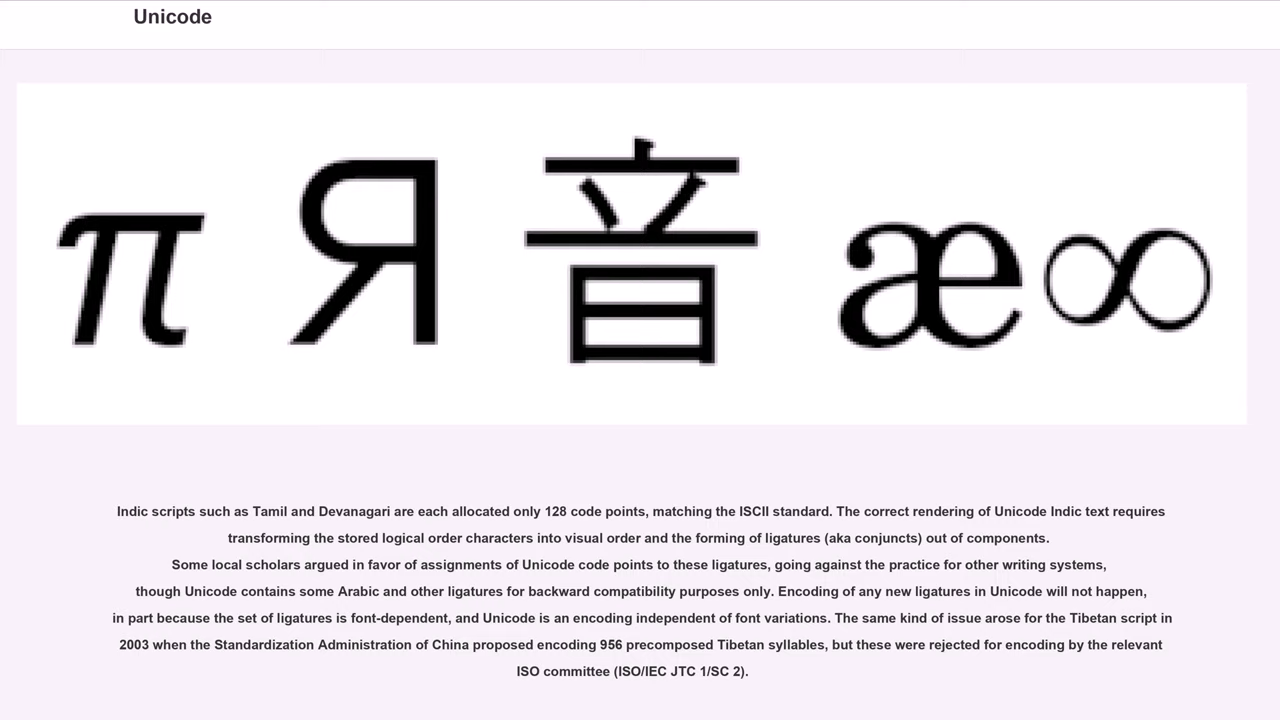 Unicode
π Я 音 æ∞
Indic scripts such as Tamil and Devanagari are each allocated only 128 code points, matching the ISCII standard. The correct rendering of Unicode Indic text requires
transforming the stored logical order characters into visual order and the forming of ligatures (aka conjuncts) out of components.
Some local scholars argued in favor of assignments of Unicode code points to these ligatures, going against the practice for other writing systems,
though Unicode contains some Arabic and other ligatures for backward compatibility purposes only. Encoding of any new ligatures in Unicode will not happen,
in part because the set of ligatures is font-dependent, and Unicode is an encoding independent of font variations. The same kind of issue arose for the Tibetan script in
2003 when the Standardization Administration of China proposed encoding 956 precomposed Tibetan syllables, but these were rejected for encoding by the relevant
ISO committee (ISO/IEC JTC 1/SC 2).